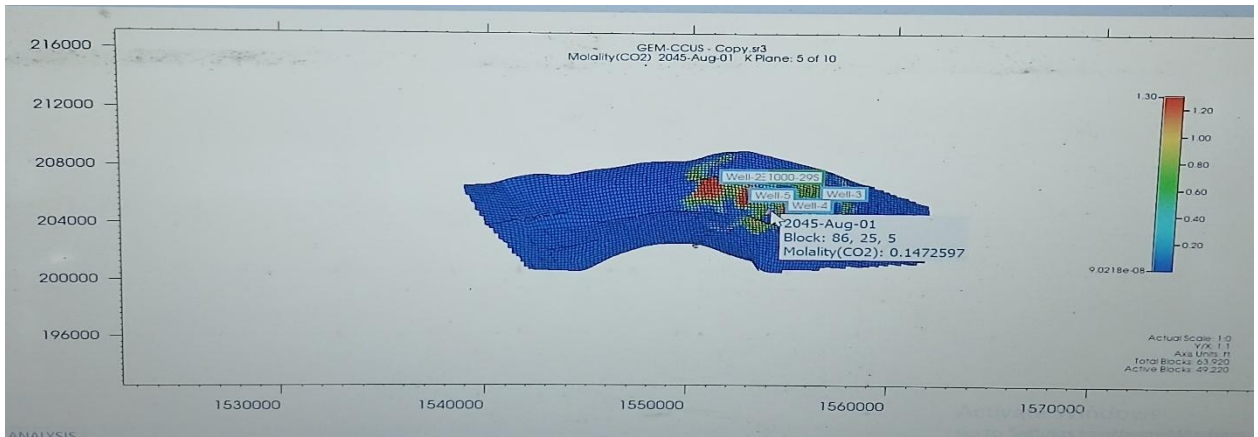 GEM-CCUS - Copy.sr3
Molality(CO2) 2045-Aug-01 K Plane: 5 of 10
216000
212000
208000
204000
200000
196000
1530000
1540000
1550000
1560000
1570000
Well-2
1000-29S
Well-5
Well-3
Well-4
2045-Aug-01
Block: 86, 25, 5
Molality(CO2): 0.1472597
1.30
1.20
1.00
0.80
0.60
0.40
0.20
9.0218e-08
Actual Scale: 1:0
Y/X: 1:1
Axis Units: ft
Total Blocks: 63,920
Active Blocks: 49,220
ANALYSIS